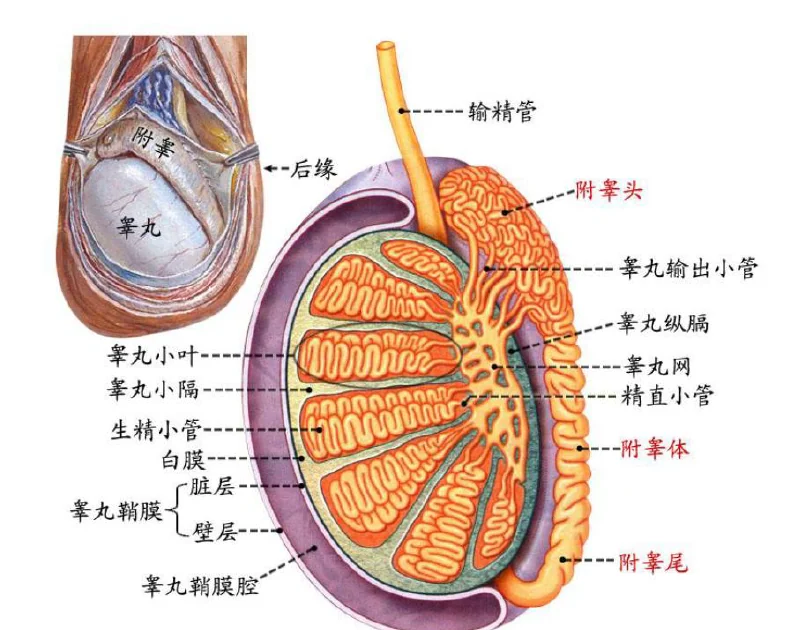 附睾
睾丸
后缘
输精管
附睾头
睾丸输出小管
睾丸纵膈
睾丸网
精直小管
附睾体
附睾尾
睾丸小叶
睾丸小隔
生精小管
白膜
睾丸鞘膜
脏层
壁层
睾丸鞘膜腔